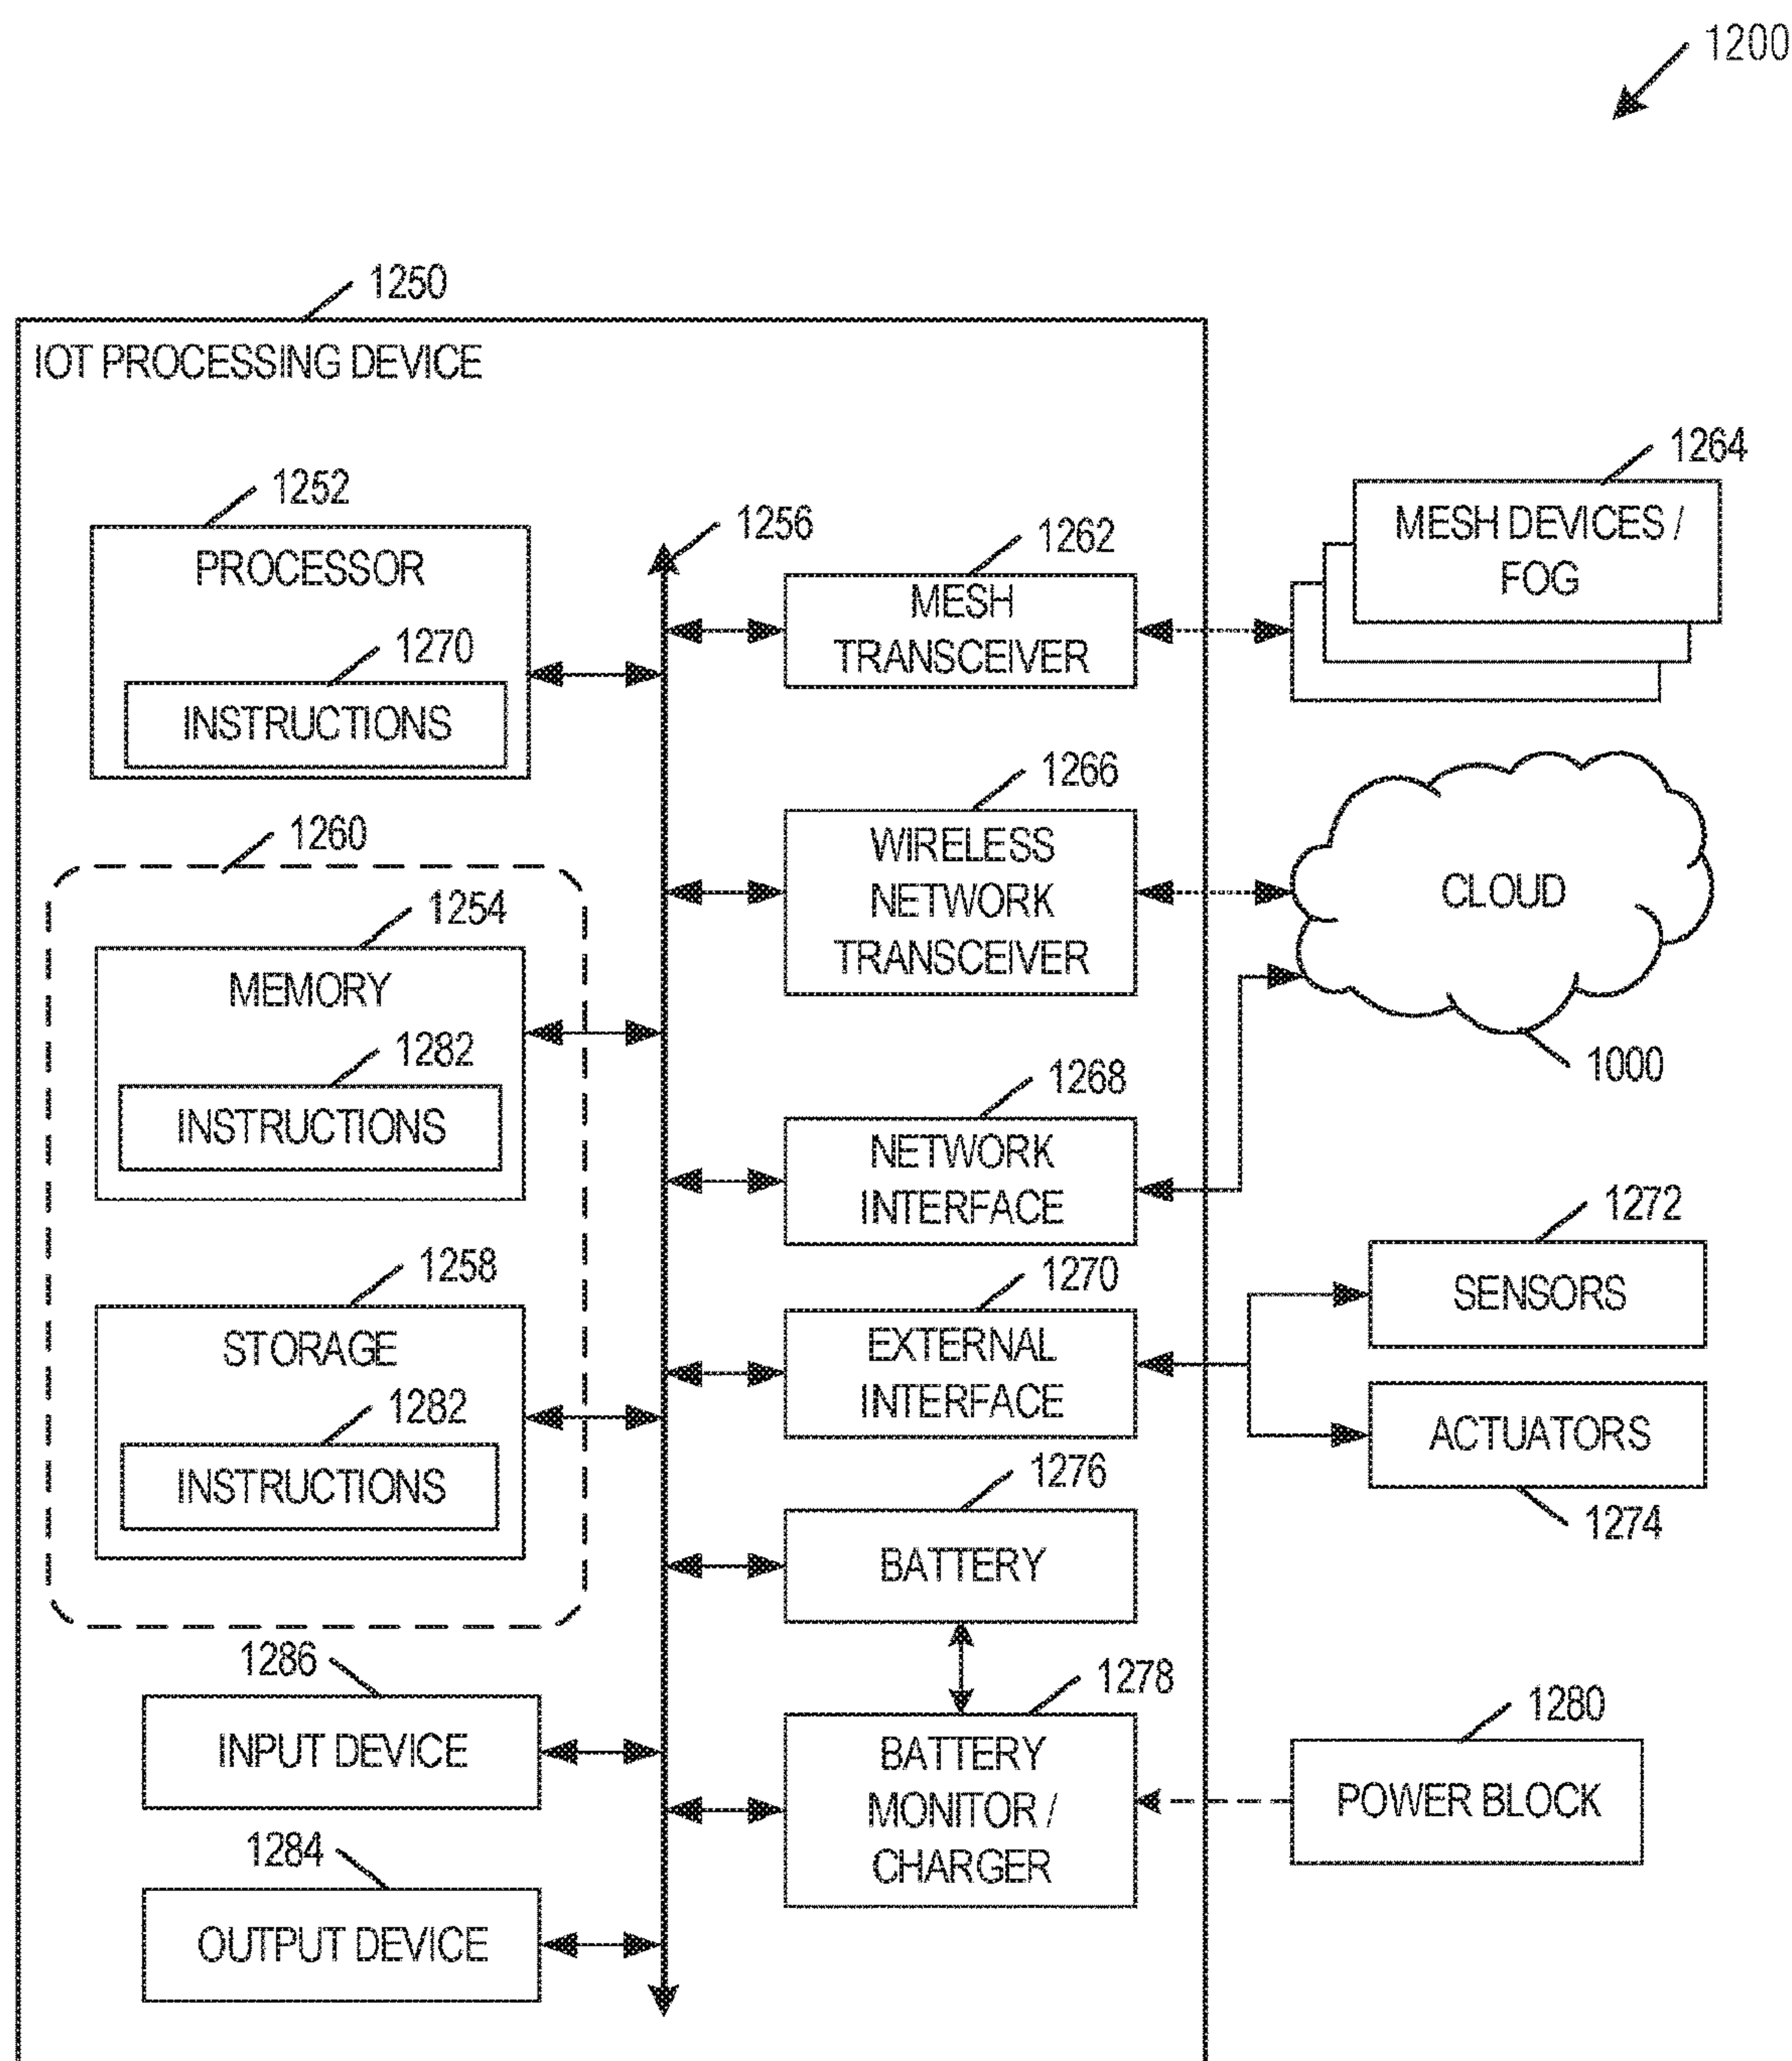 1200
1250
IOT PROCESSING DEVICE
1252
PROCESSOR
1270
INSTRUCTIONS
1260
1254
MEMORY
1282
INSTRUCTIONS
1258
STORAGE
1282
INSTRUCTIONS
1286
INPUT DEVICE
1284
OUTPUT DEVICE
1256
1262
MESH
TRANSCEIVER
1266
WIRELESS
NETWORK
TRANSCEIVER
1268
NETWORK
INTERFACE
1270
EXTERNAL
INTERFACE
1276
BATTERY
1278
BATTERY
MONITOR /
CHARGER
1264
MESH DEVICES /
FOG
CLOUD
1000
1272
SENSORS
ACTUATORS
1274
1280
POWER BLOCK